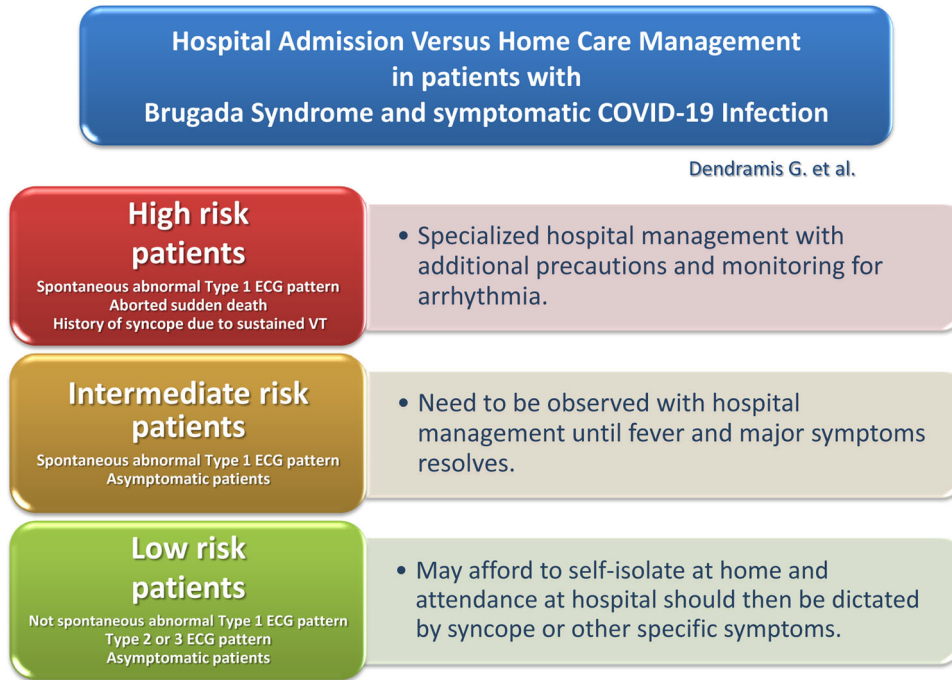 Hospital Admission Versus Home Care Management
in patients with
Brugada Syndrome and symptomatic COVID-19 Infection
Dendramis G. et al.
High risk
patients
Spontaneous abnormal Type 1 ECG pattern
Aborted sudden death
History of syncope due to sustained VT
• Specialized hospital management with
additional precautions and monitoring for
arrhythmia.
Intermediate risk
patients
Spontaneous abnormal Type 1 ECG pattern
Asymptomatic patients
• Need to be observed with hospital
management until fever and major symptoms
resolves.
Low risk
patients
Not spontaneous abnormal Type 1 ECG pattern
Type 2 or 3 ECG pattern
Asymptomatic patients
• May afford to self-isolate at home and
attendance at hospital should then be dictated
by syncope or other specific symptoms.